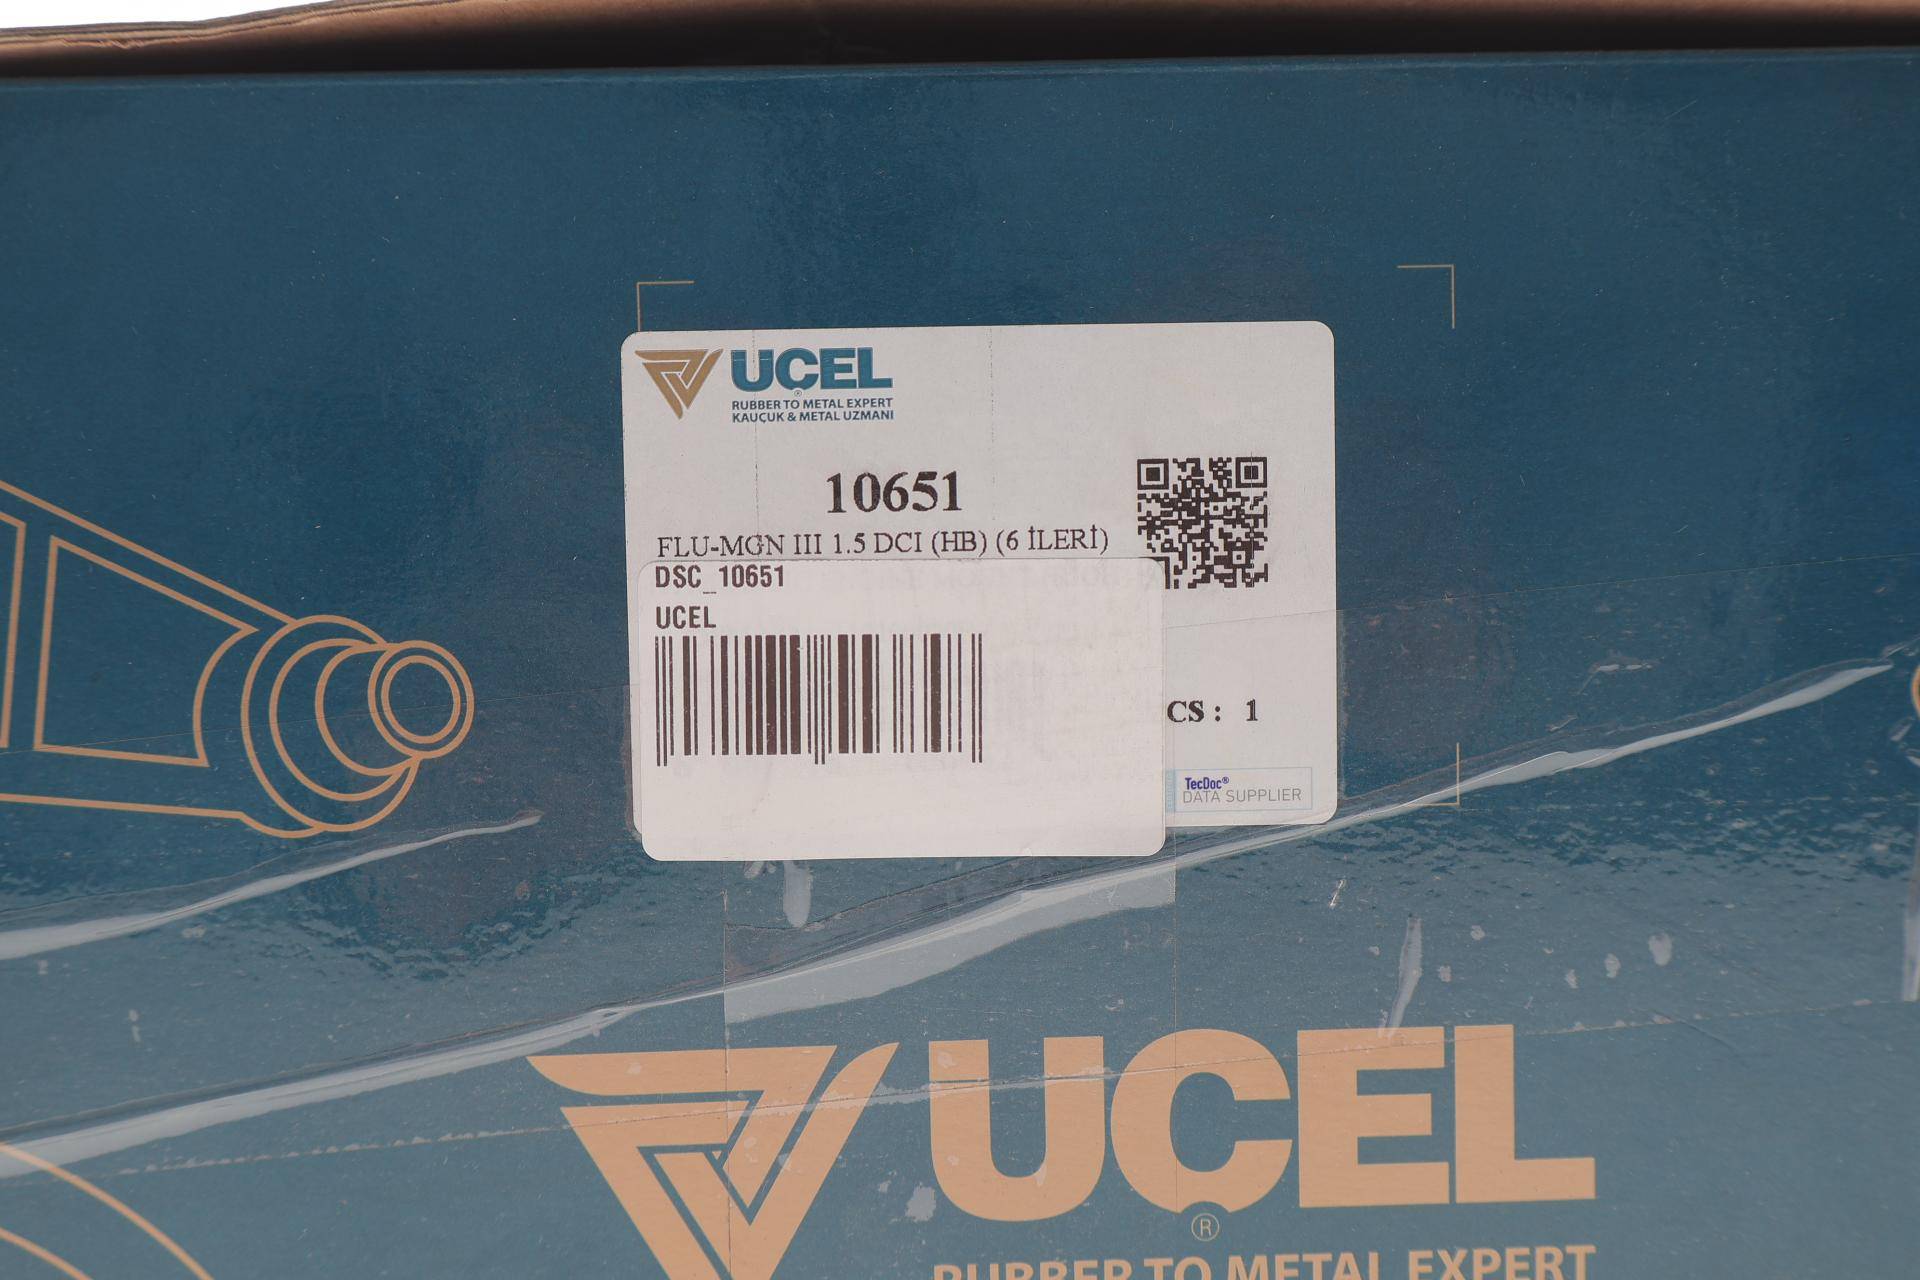 UÇEL
®
RUBBER TO METAL EXPERT
KAUÇUK & METAL UZMANI
10651
FLU-MGN III 1.5 DCI (HB) (6 İLERİ)
DSC_10651
UCEL
CS : 1
TecDoc®
DATA SUPPLIER
UÇEL
®
RUBBER TO METAL EXPERT